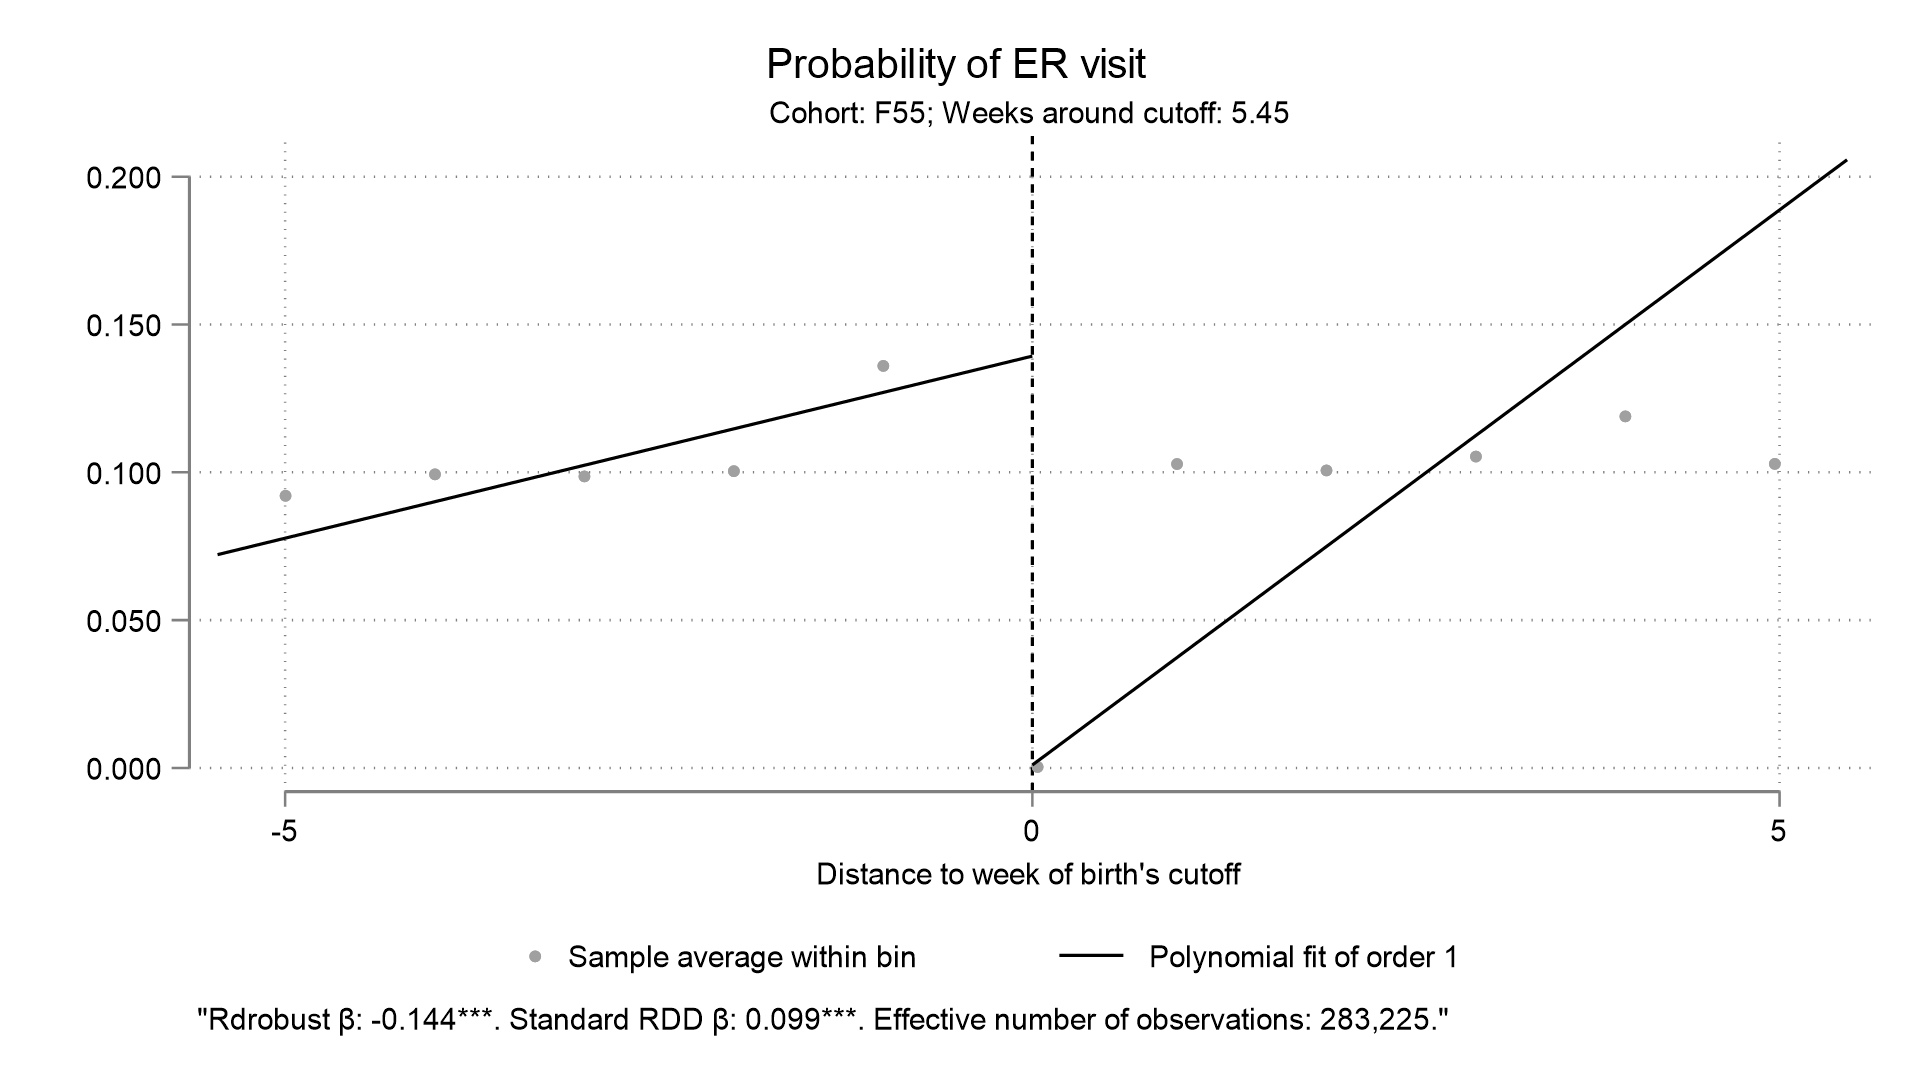 Probability of ER visit
Cohort: F55; Weeks around cutoff: 5.45
0.200
0.150
0.100
0.050
0.000
-5 0 5
Distance to week of birth's cutoff
Sample average within bin Polynomial fit of order 1
"Rdrobust β: -0.144***. Standard RDD β: 0.099***. Effective number of observations: 283,225."